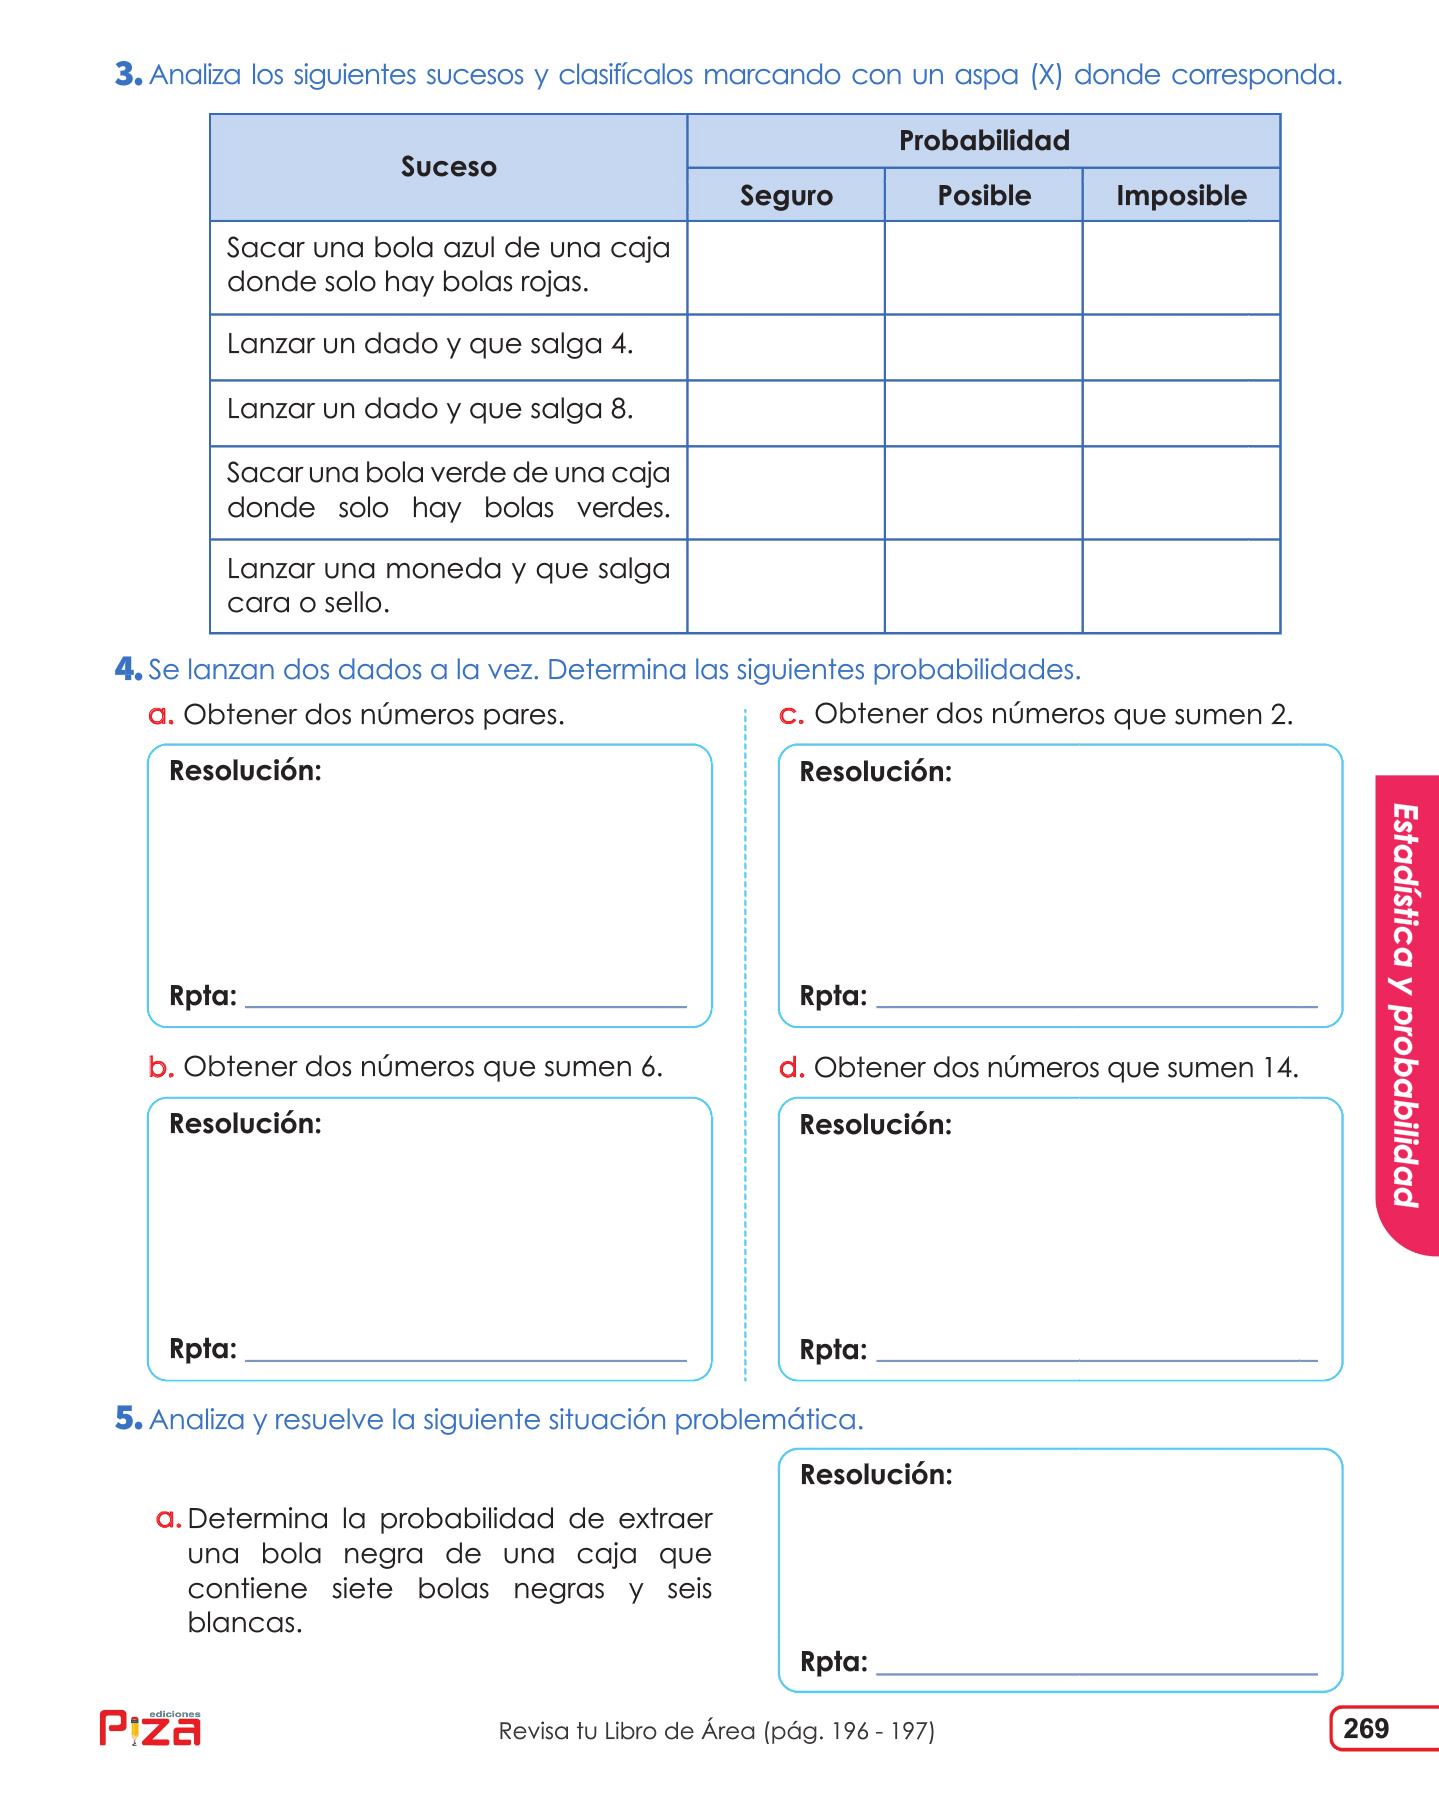 3. Analiza los siguientes sucesos y clasifícalos marcando con un aspa (X) donde corresponda.
Suceso
Probabilidad
Seguro
Posible
Imposible
Sacar una bola azul de una caja
donde solo hay bolas rojas.
Lanzar un dado y que salga 4.
Lanzar un dado y que salga 8.
Sacar una bola verde de una caja
donde solo hay bolas verdes.
Lanzar una moneda y que salga
cara o sello.
4. Se lanzan dos dados a la vez. Determina las siguientes probabilidades.
a. Obtener dos números pares.
Resolución:
Rpta:
b. Obtener dos números que sumen 6.
Resolución:
Rpta:
c. Obtener dos números que sumen 2.
Resolución:
Rpta:
d. Obtener dos números que sumen 14.
Resolución:
Rpta:
5. Analiza y resuelve la siguiente situación problemática.
a. Determina la probabilidad de extraer
una bola negra de una caja que
contiene siete bolas negras y seis
blancas.
Resolución:
Rpta:
Estadística y probabilidad
ediciones
Piza
Revisa tu Libro de Área (pág. 196 - 197)
269